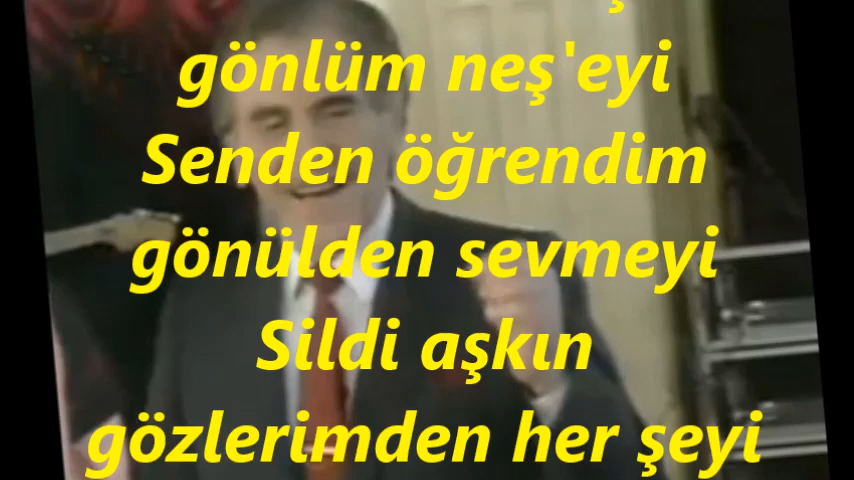 gönlüm neş'eyi
Senden öğrendim
gönülden sevmeyi
Sildi aşkın
gözlerimden her şeyi